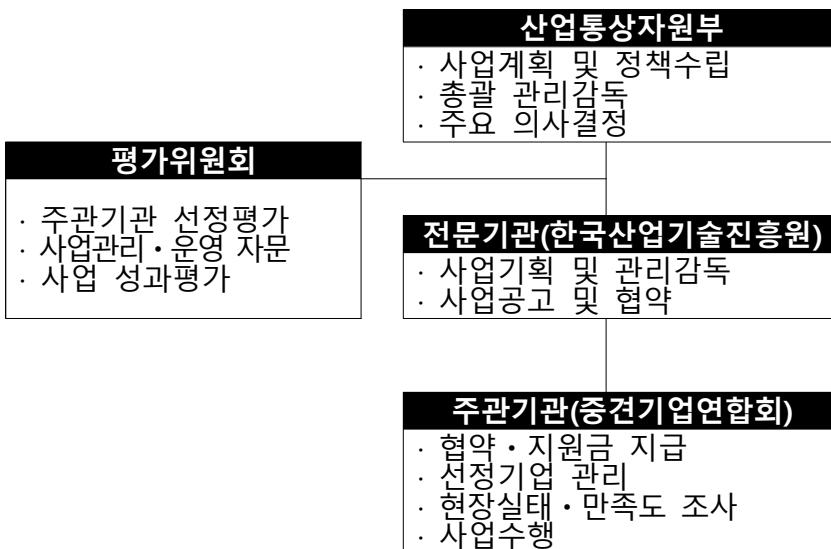 산업통상자원부
· 사업계획 및 정책수립
· 총괄 관리감독
· 주요 의사결정
평가위원회
· 주관기관 선정평가
· 사업관리・운영 자문
· 사업 성과평가
전문기관(한국산업기술진흥원)
· 사업기획 및 관리감독
· 사업공고 및 협약
주관기관(중견기업연합회)
· 협약・지원금 지급
· 선정기업 관리
· 현장실태・만족도 조사
· 사업수행